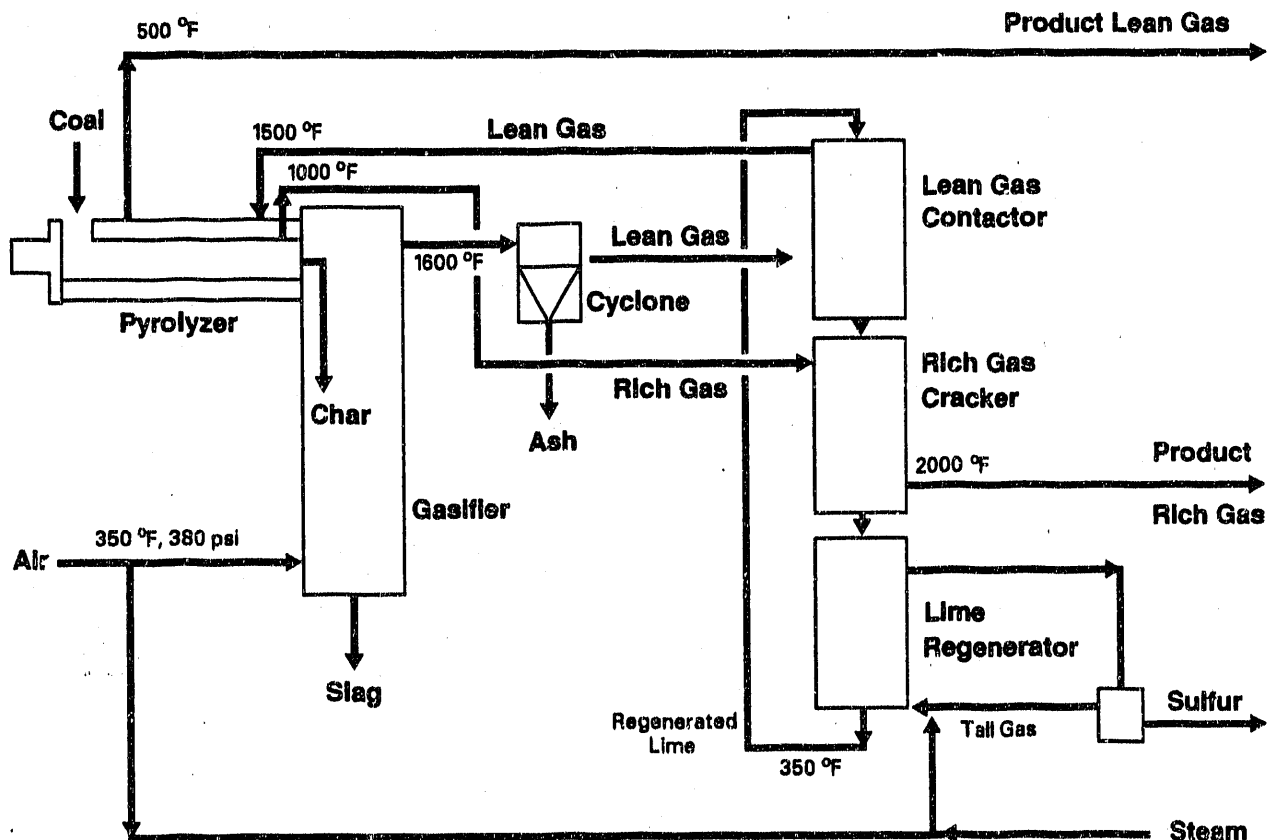 500 °F
Product Lean Gas
Coal
1500 °F
Lean Gas
1000 °F
Lean Gas
Contactor
Lean Gas
1600 °F
Cyclone
Pyrolyzer
Rich Gas
Cracker
Rich Gas
Char
Ash
2000 °F
Product
Rich Gas
Gasifier
350 °F, 380 psi
Air
Lime
Regenerator
Slag
Sulfur
Regenerated
Lime
Tail Gas
350 °F
Steam